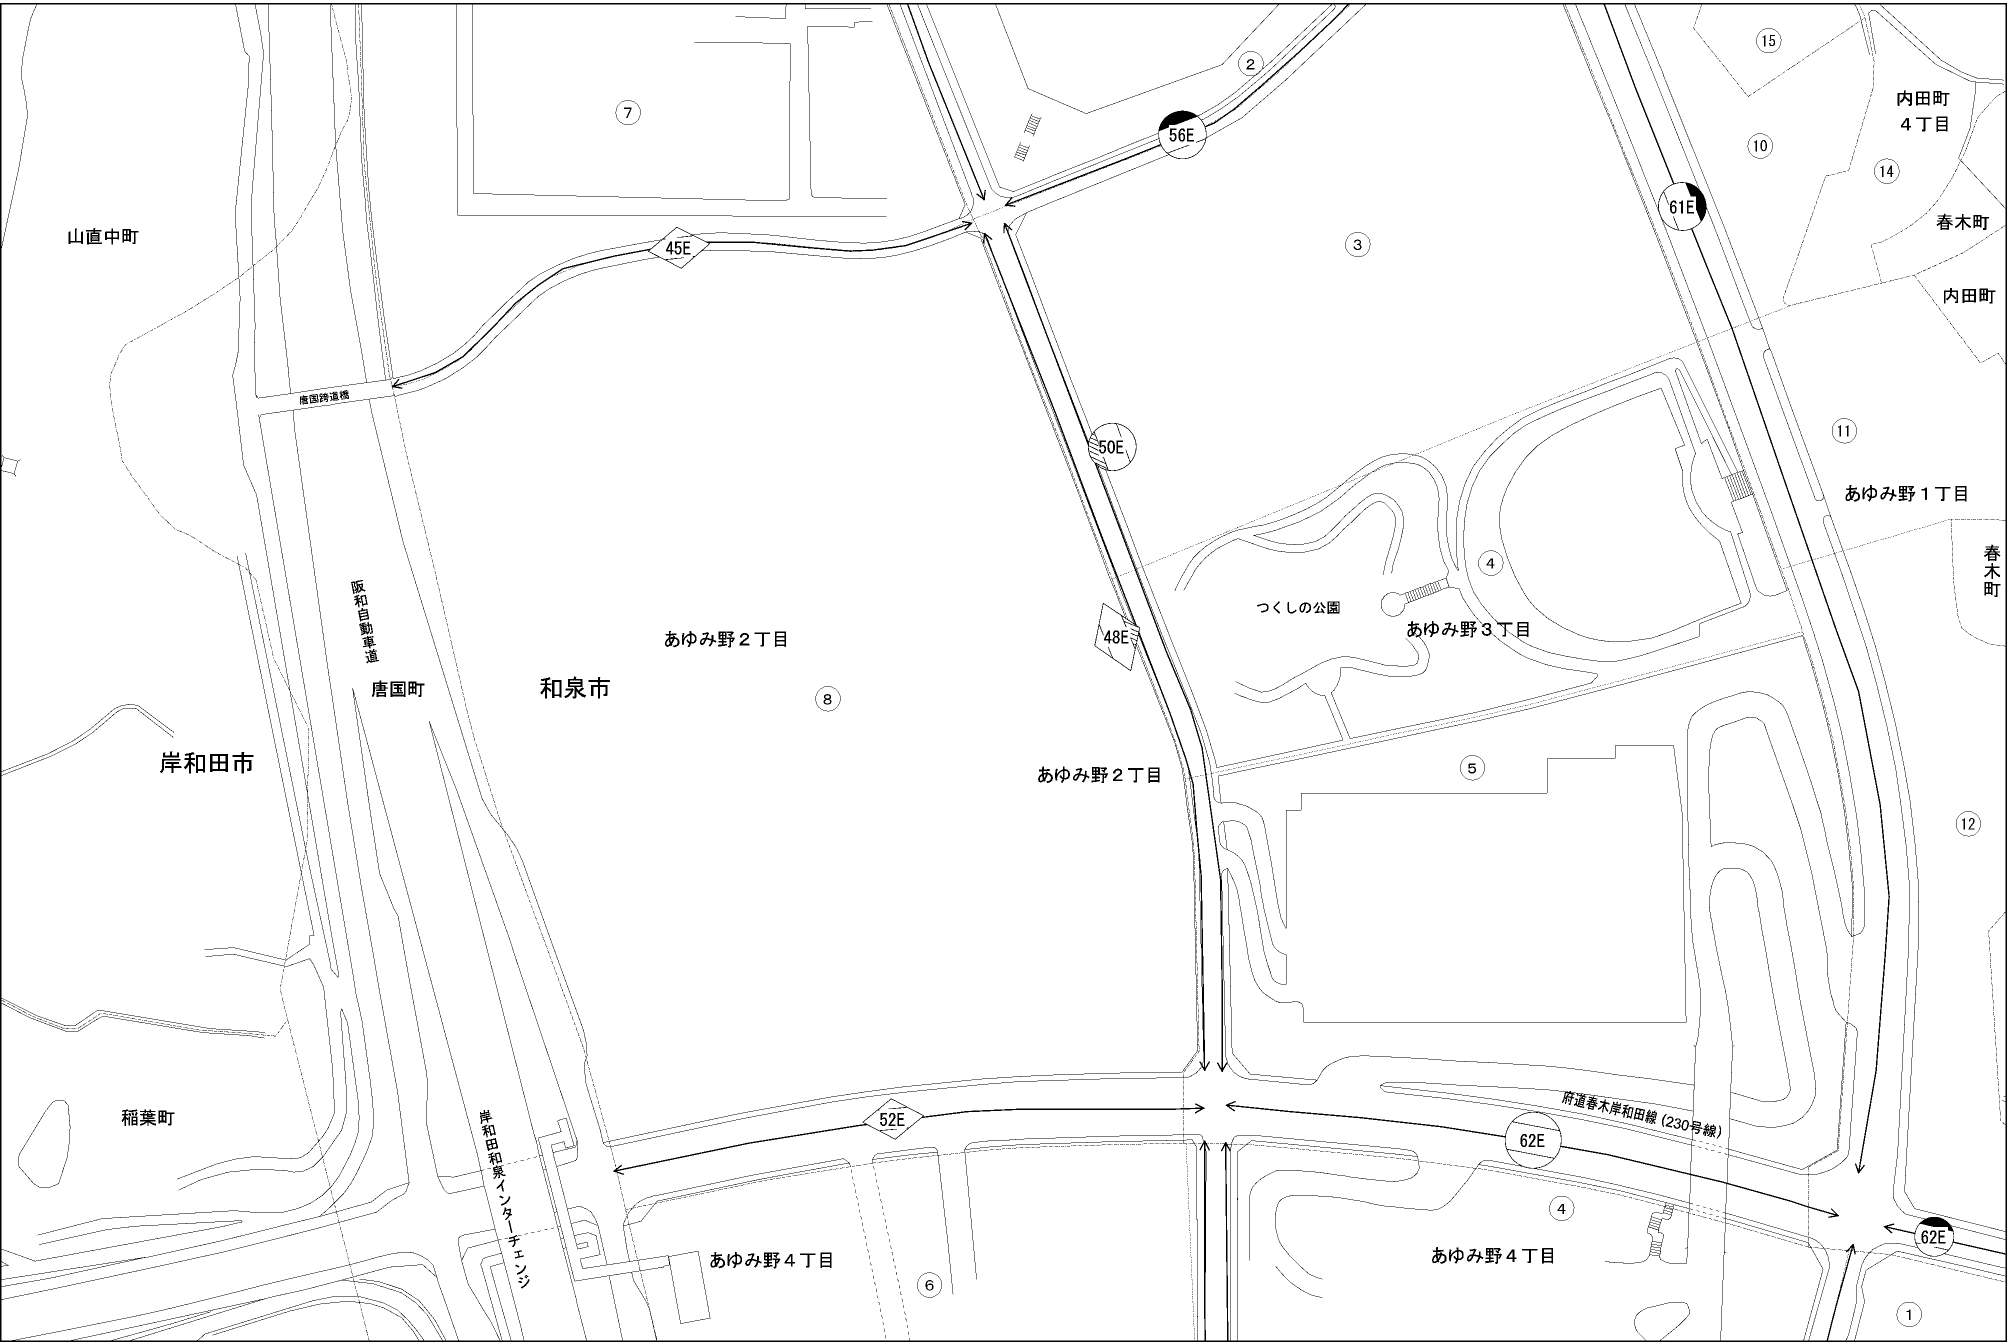 15
②
内田町
４丁目
⑦
56E
10
14
61E
春木町
山直中町
45E
③
内田町
唐国跨道橋
11
50E
あゆみ野１丁目
④
春木町
つくしの公園
阪和自動車道
48E
あゆみ野３丁目
あゆみ野２丁目
唐国町
和泉市
⑧
岸和田市
あゆみ野２丁目
⑤
12
府道春木岸和田線(230号線)
稲葉町
52E
62E
岸和田和泉インターチェンジ
④
62E
あゆみ野４丁目
あゆみ野４丁目
⑥
①